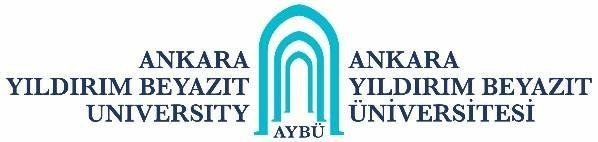 ANKARA
YILDIRIM BEYAZIT
UNIVERSITY
AYBÜ
ANKARA
YILDIRIM BEYAZIT
ÜNİVERSİTESİ